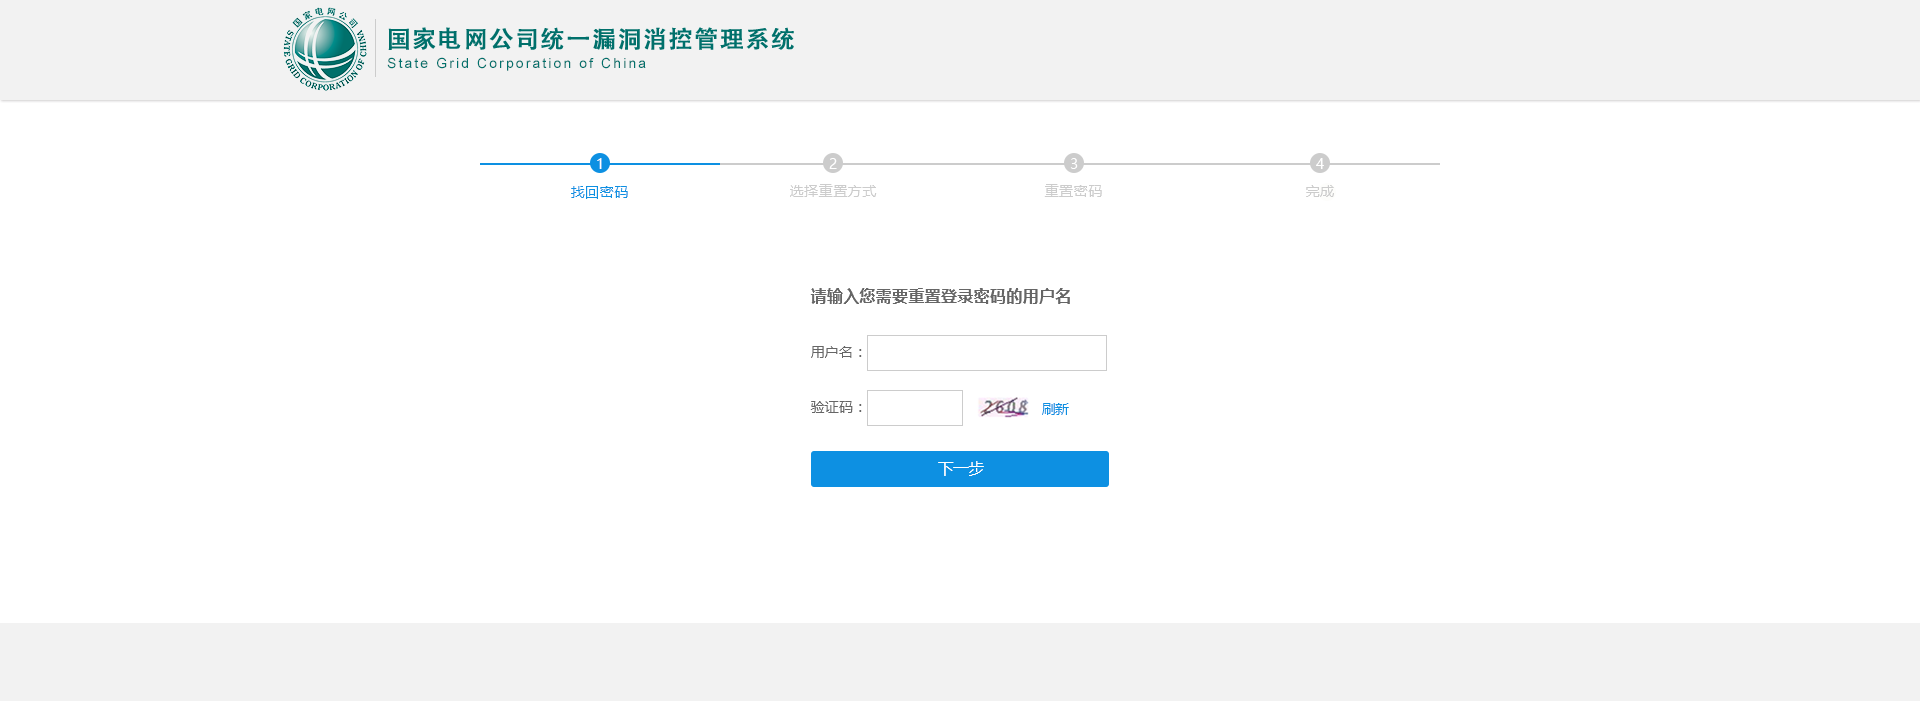 国家电网公司
STATE GRID CORPORATION OF CHINA
国家电网公司统一漏洞消控管理系统
State Grid Corporation of China
1 2 3 4
找回密码 选择重置方式 重置密码 完成
请输入您需要重置登录密码的用户名
用户名：
验证码： 2608 刷新
下一步